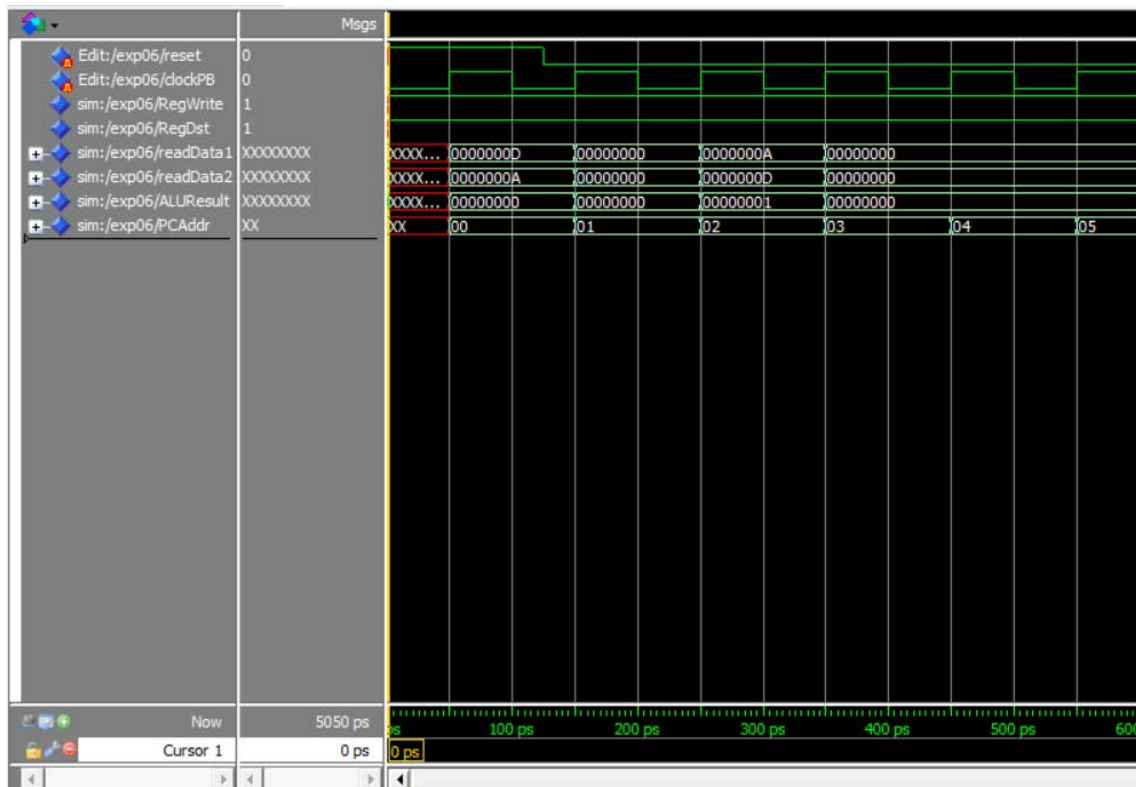 Msgs
Edit:/exp06/reset 0
Edit:/exp06/clockPB 0
sim:/exp06/RegWrite 1
sim:/exp06/RegDst 1
sim:/exp06/readData1 XXXXXXXX XXXX... 0000000D 00000000 0000000A 00000000
sim:/exp06/readData2 XXXXXXXX XXXX... 0000000A 00000000 0000000D 00000000
sim:/exp06/ALUResult XXXXXXXX XXXX... 00000000 00000000 00000001 00000000
sim:/exp06/PCAddr XX XX 00 01 02 03 04 05
Now 5050 ps ps 100 ps 200 ps 300 ps 400 ps 500 ps 600
Cursor 1 0 ps 0 ps